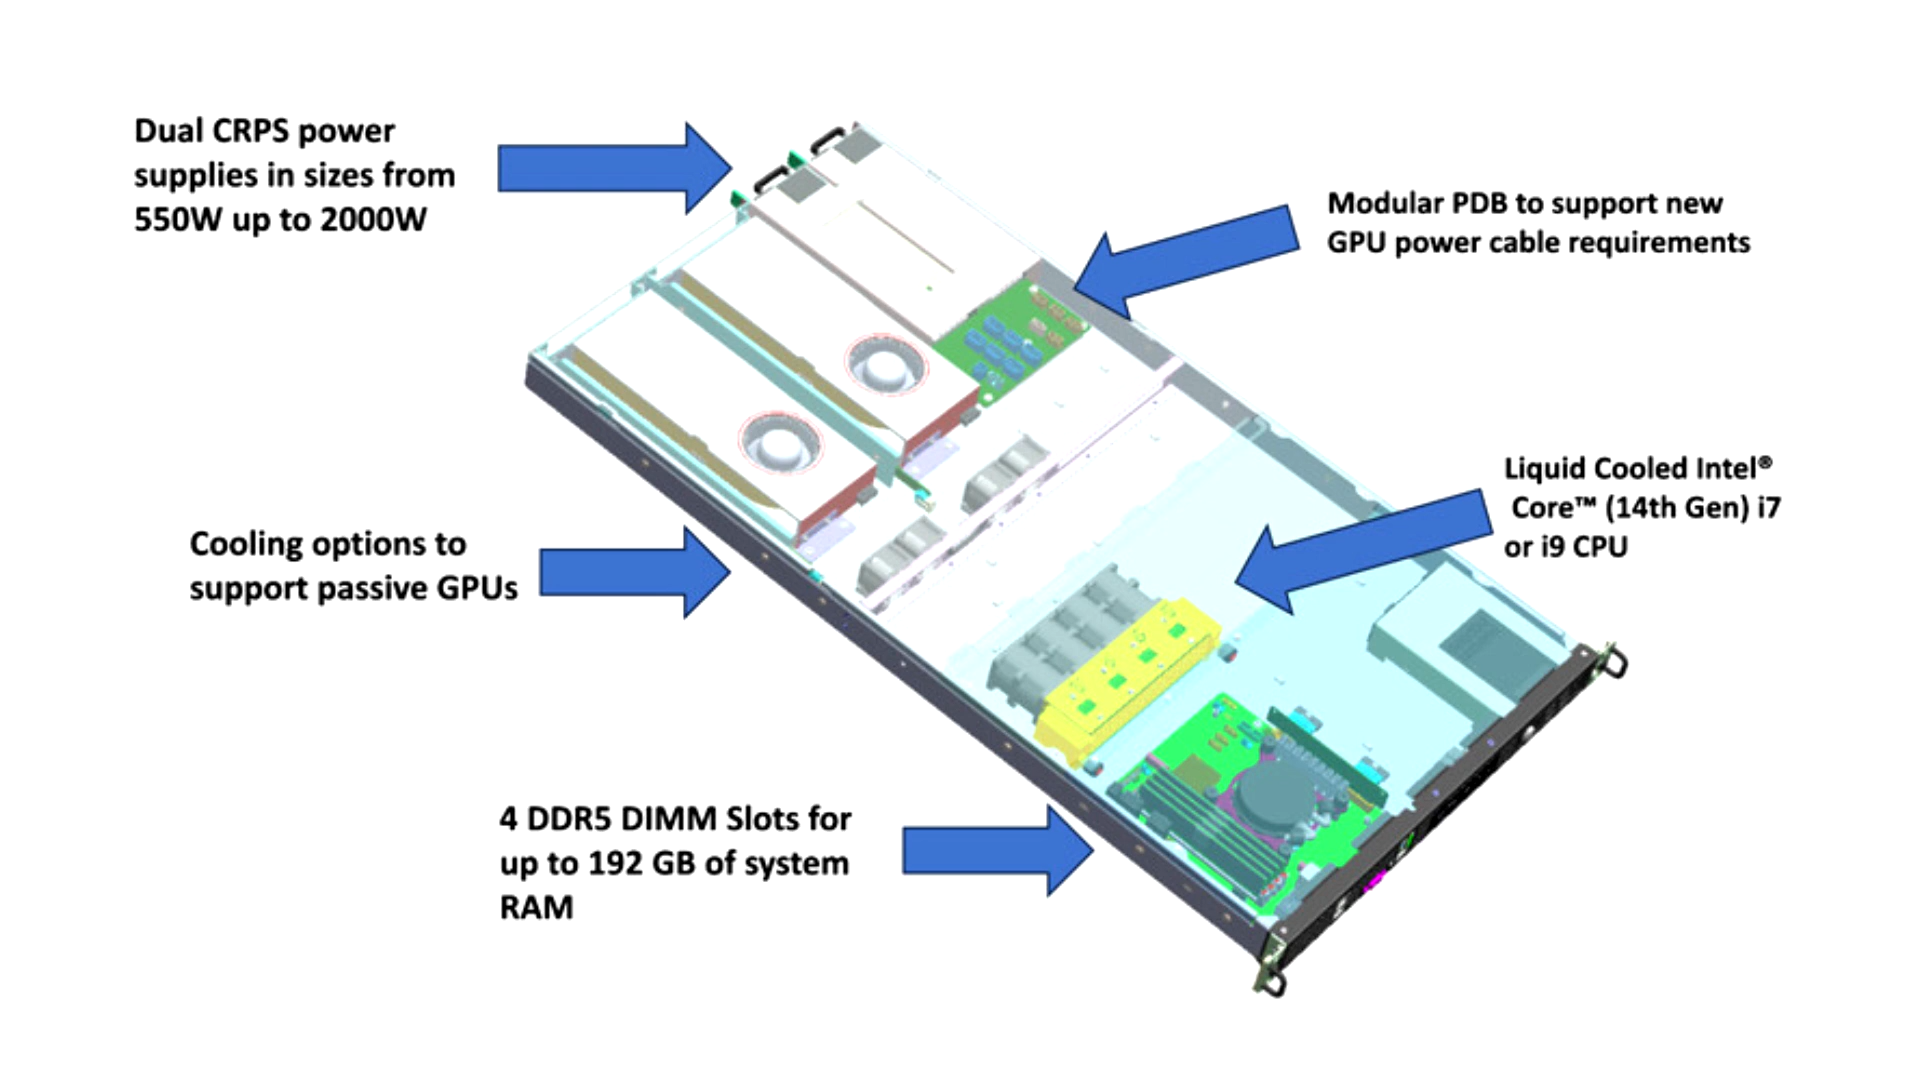 Dual CRPS power
supplies in sizes from
550W up to 2000W
Modular PDB to support new
GPU power cable requirements
Liquid Cooled Intel®
Core™ (14th Gen) i7
or i9 CPU
Cooling options to
support passive GPUs
4 DDR5 DIMM Slots for
up to 192 GB of system
RAM